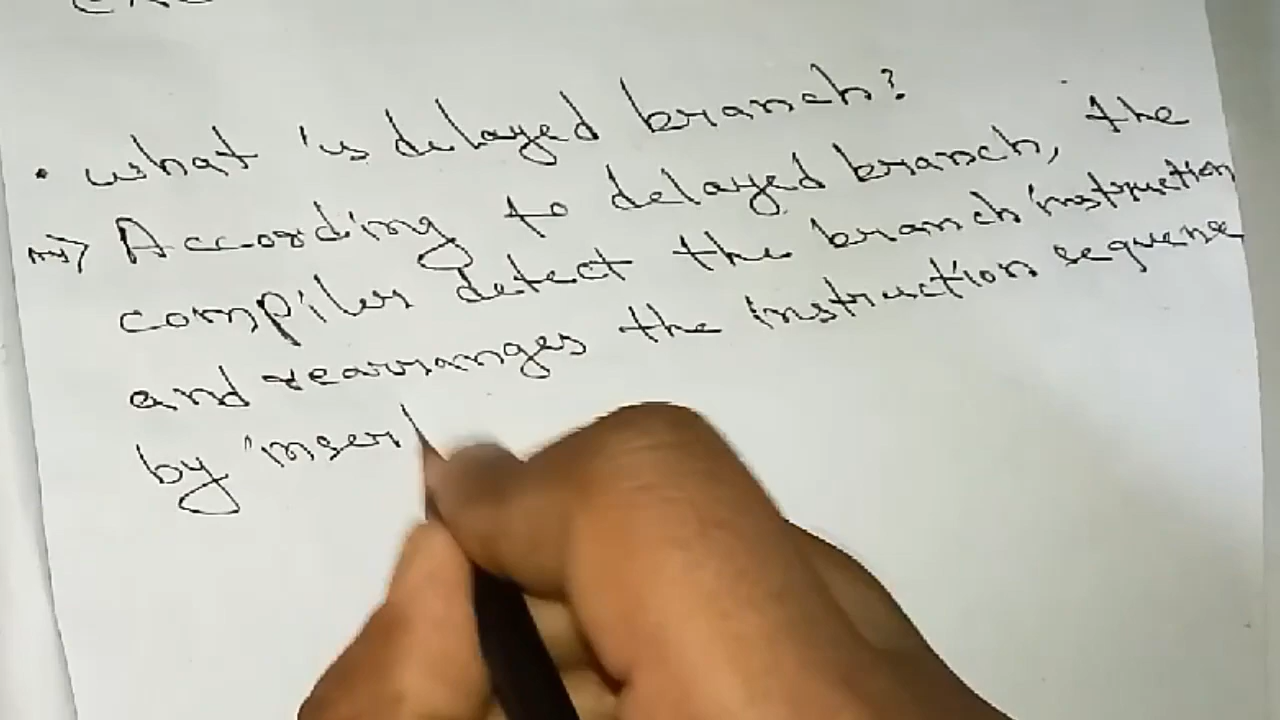 • What is delayed branch?
⇒ According to delayed branch, the
compiler detect the branch instruction
and rearranges the instruction sequense
by inser